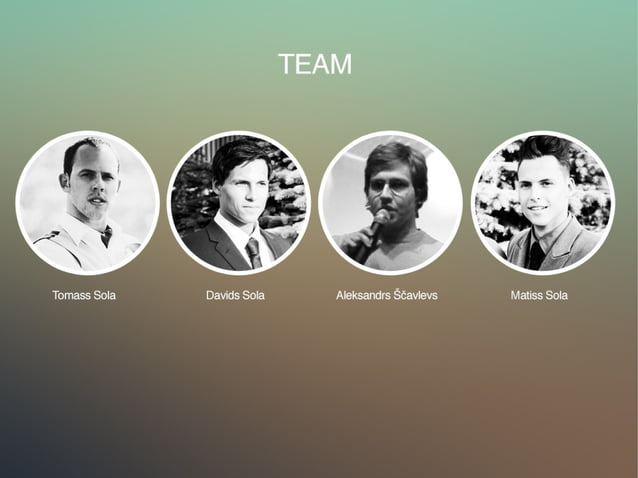 TEAM
Tomass Sola
Davids Sola
Aleksandrs Ščavlevs
Matiss Sola